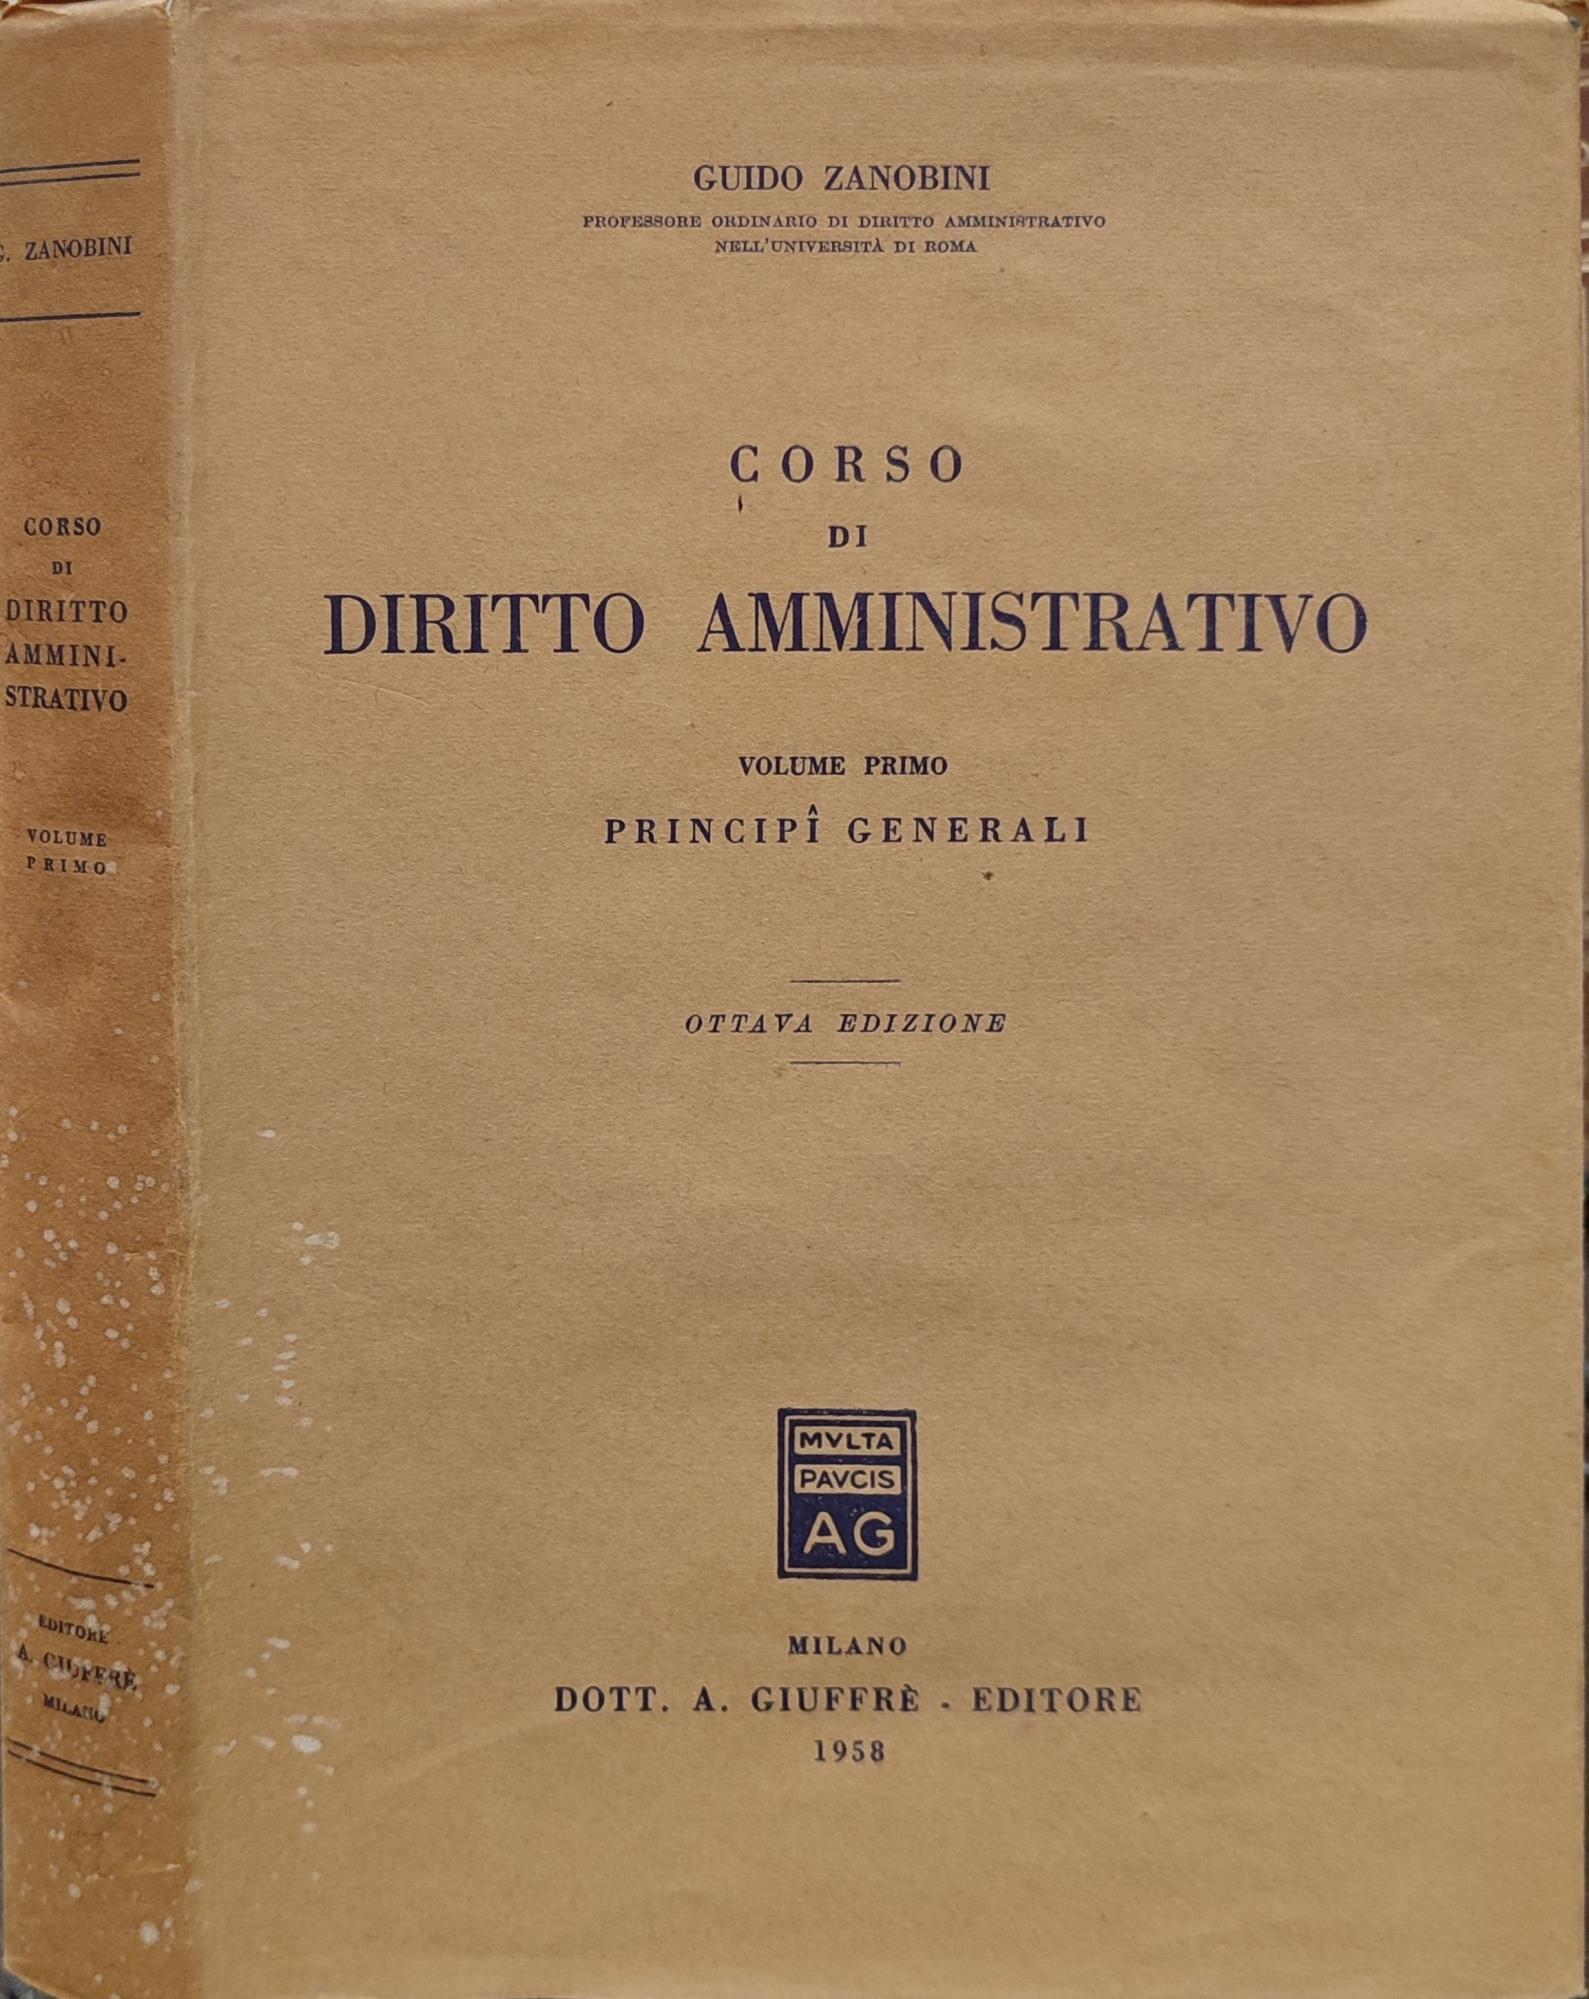 G. ZANOBINI
CORSO
DI
DIRITTO
AMMINI-
STRATIVO
VOLUME
PRIMO
EDITORE
A. GIUFFRÈ
MILANO
GUIDO ZANOBINI
PROFESSORE ORDINARIO DI DIRITTO AMMINISTRATIVO
NELL'UNIVERSITÀ DI ROMA
CORSO
DI
DIRITTO AMMINISTRATIVO
VOLUME PRIMO
PRINCIPÎ GENERALI
OTTAVA EDIZIONE
MVLTA
PAVCIS
AG
MILANO
DOTT. A. GIUFFRÈ - EDITORE
1958